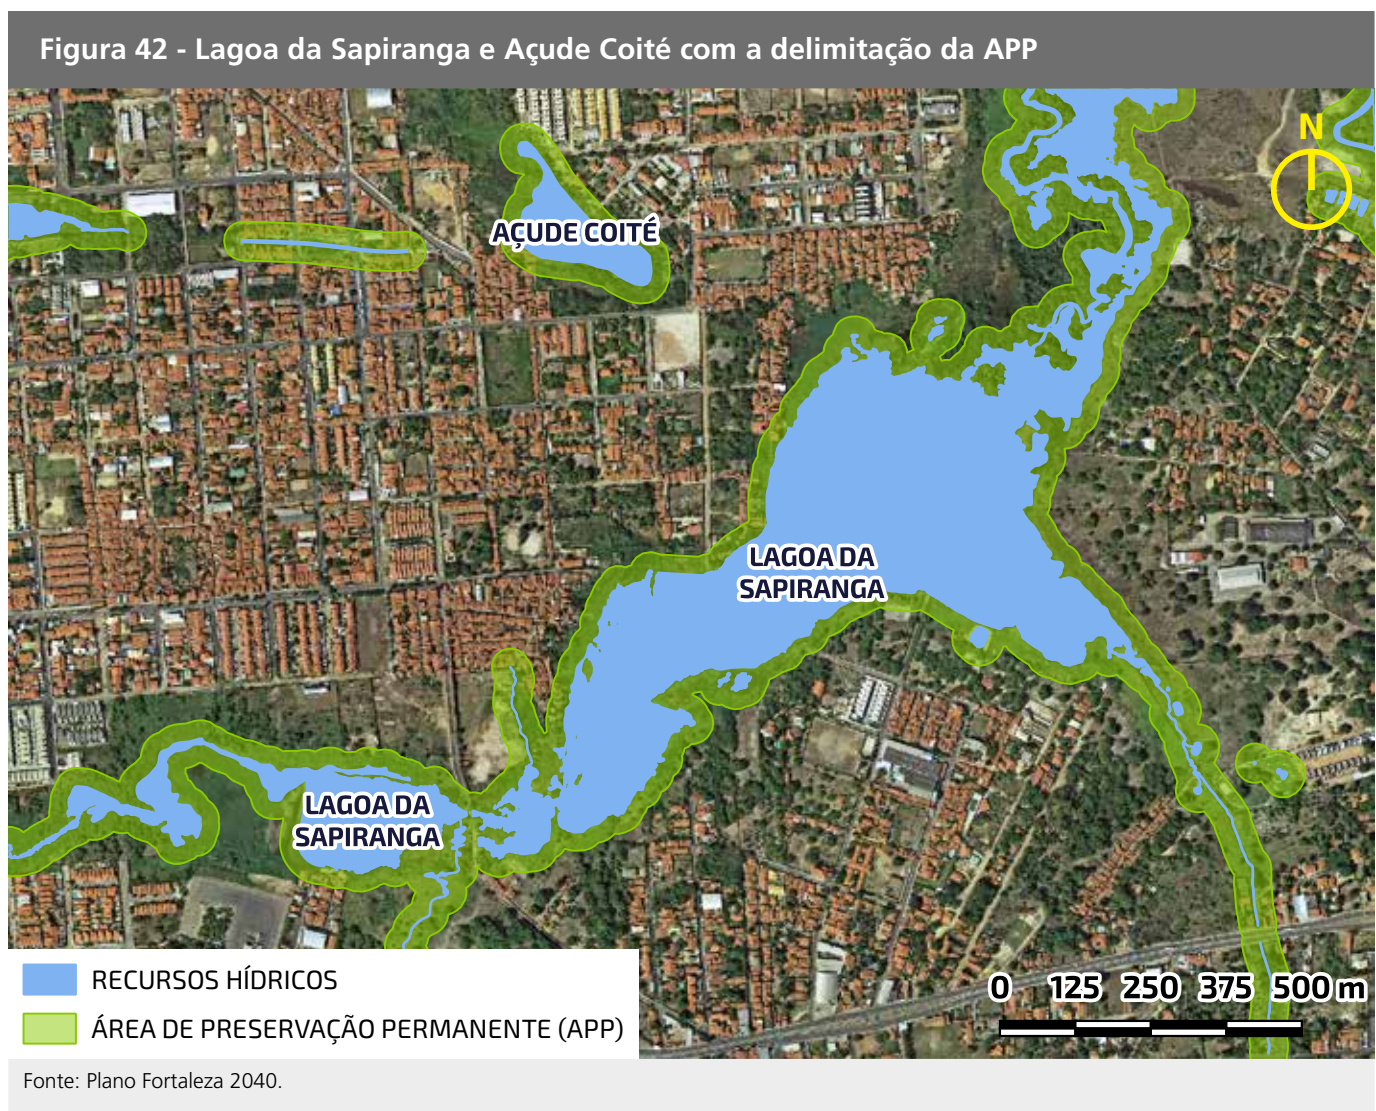 Figura 42 - Lagoa da Sapiranga e Açude Coité com a delimitação da APP
N
AÇUDE COITÉ
LAGOA DA
SAPIRANGA
LAGOA DA
SAPIRANGA
RECURSOS HÍDRICOS
ÁREA DE PRESERVAÇÃO PERMANENTE (APP)
0 125 250 375 500 m
Fonte: Plano Fortaleza 2040.